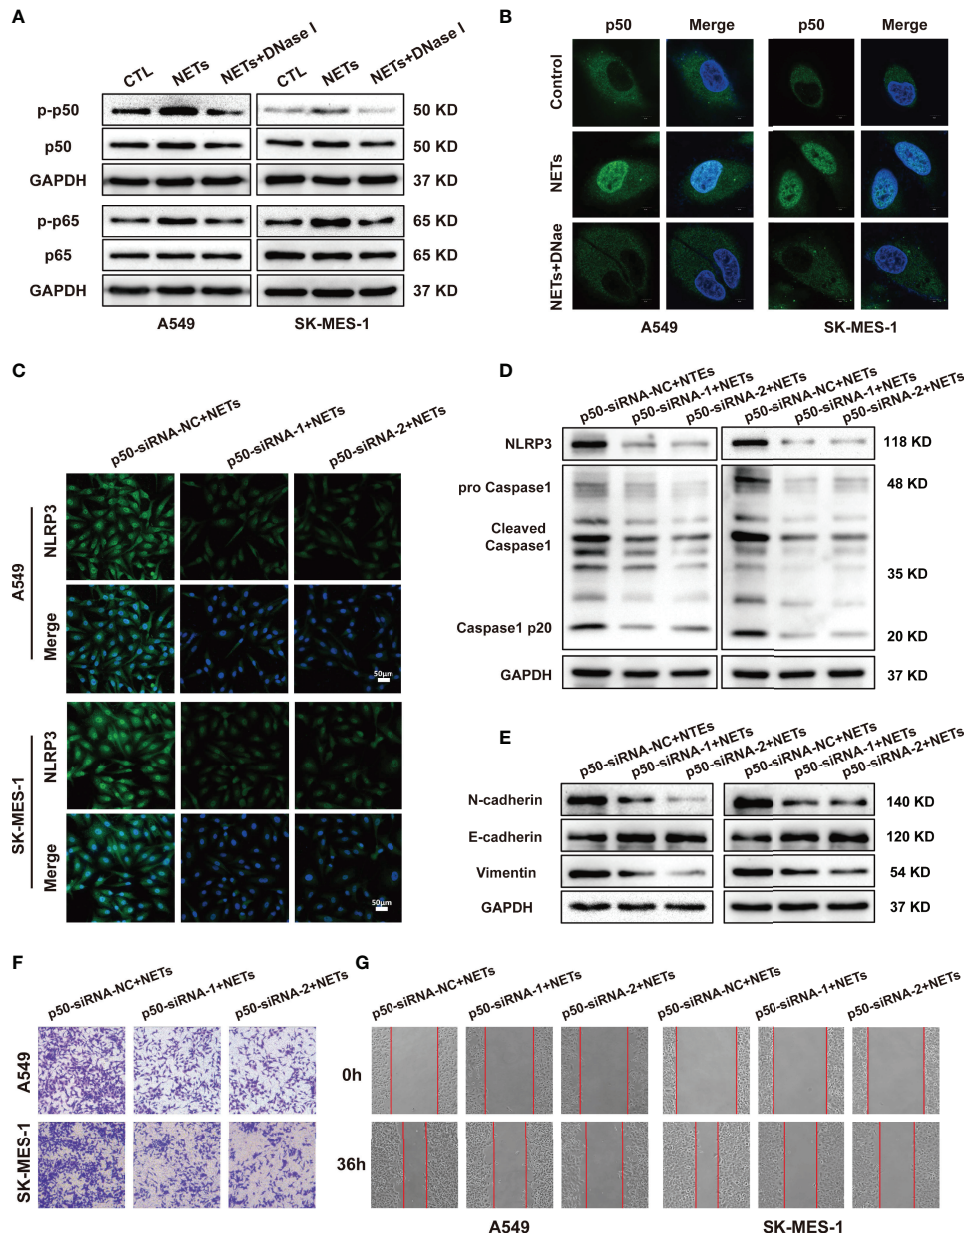 A
CTL NETs NETs+DNase I CTL NETs NETs+DNase I
p-p50 50 KD
p50 50 KD
GAPDH 37 KD
p-p65 65 KD
p65 65 KD
GAPDH 37 KD
A549 SK-MES-1
B
p50 Merge p50 Merge
Control
NETs
NETs+DNae
A549 SK-MES-1
C
p50-siRNA-NC+NETs p50-siRNA-1+NETs p50-siRNA-2+NETs
A549
NLRP3
Merge
50μm
SK-MES-1
NLRP3
Merge
50μm
D
p50-siRNA-NC+NTEs p50-siRNA-1+NETs p50-siRNA-2+NETs p50-siRNA-NC+NETs p50-siRNA-1+NETs p50-siRNA-2+NETs
NLRP3 118 KD
pro Caspase1 48 KD
Cleaved
Caspase1
35 KD
Caspase1 p20 20 KD
GAPDH 37 KD
E
p50-siRNA-NC+NTEs p50-siRNA-1+NETs p50-siRNA-2+NETs p50-siRNA-NC+NETs p50-siRNA-1+NETs p50-siRNA-2+NETs
N-cadherin 140 KD
E-cadherin 120 KD
Vimentin 54 KD
GAPDH 37 KD
F
p50-siRNA-NC+NETs p50-siRNA-1+NETs p50-siRNA-2+NETs
A549
SK-MES-1
G
p50-siRNA-NC+NETs p50-siRNA-1+NETs p50-siRNA-2+NETs p50-siRNA-NC+NETs p50-siRNA-1+NETs p50-siRNA-2+NETs
0h
36h
A549 SK-MES-1